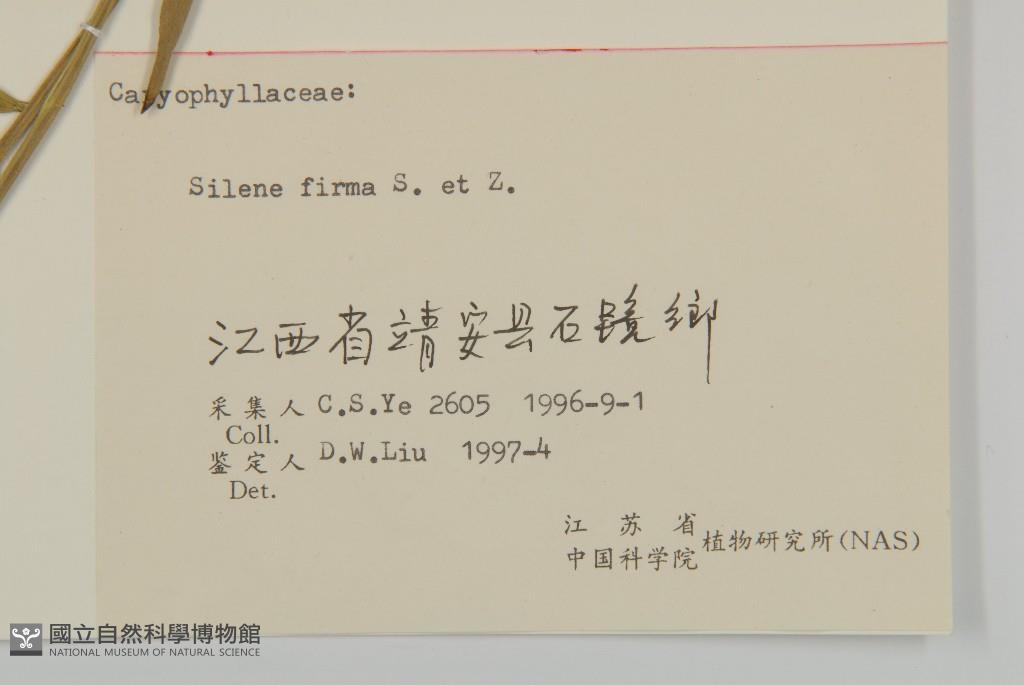 Caryophyllaceae:
Silene firma S. et Z.
江西省靖安县石镜鄉
采集人 C.S.Ye 2605 1996-9-1
Coll.
鉴定人 D.W.Liu 1997-4
Det.
江苏省
中国科学院 植物研究所(NAS)
國立自然科學博物館
NATIONAL MUSEUM OF NATURAL SCIENCE